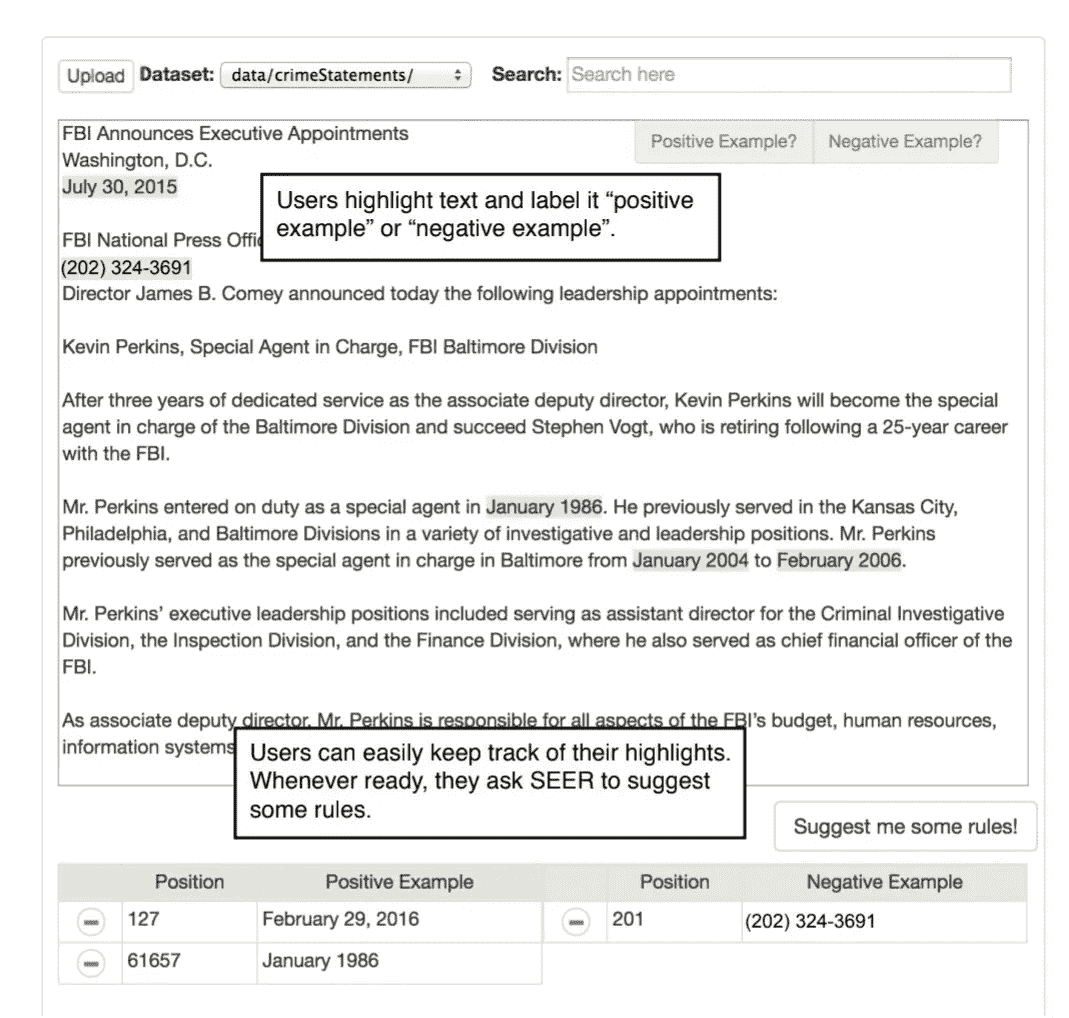 Upload Dataset: data/crimeStatements/ Search: Search here
FBI Announces Executive Appointments
Positive Example? Negative Example?
Washington, D.C.
July 30, 2015
Users highlight text and label it “positive
example” or “negative example”.
FBI National Press
(202) 324-3691
Director James B. Comey announced today the following leadership appointments:
Kevin Perkins, Special Agent in Charge, FBI Baltimore Division
After three years of dedicated service as the associate deputy director, Kevin Perkins will become the special
agent in charge of the Baltimore Division and succeed Stephen Vogt, who is retiring following a 25-year career
with the FBI.
Mr. Perkins entered on duty as a special agent in January 1986. He previously served in the Kansas City,
Philadelphia, and Baltimore Divisions in a variety of investigative and leadership positions. Mr. Perkins
previously served as the special agent in charge in Baltimore from January 2004 to February 2006.
Mr. Perkins’ executive leadership positions included serving as assistant director for the Criminal Investigative
Division, the Inspection Division, and the Finance Division, where he also served as chief financial officer of the
FBI.
As associate deputy director, Mr. Perkins is responsible for all aspects of the FBI’s budget, human resources,
information systems
Users can easily keep track of their highlights.
Whenever ready, they ask SEER to suggest
some rules.
Suggest me some rules!
Position Positive Example Position Negative Example
127 February 29, 2016 201 (202) 324-3691
61657 January 1986